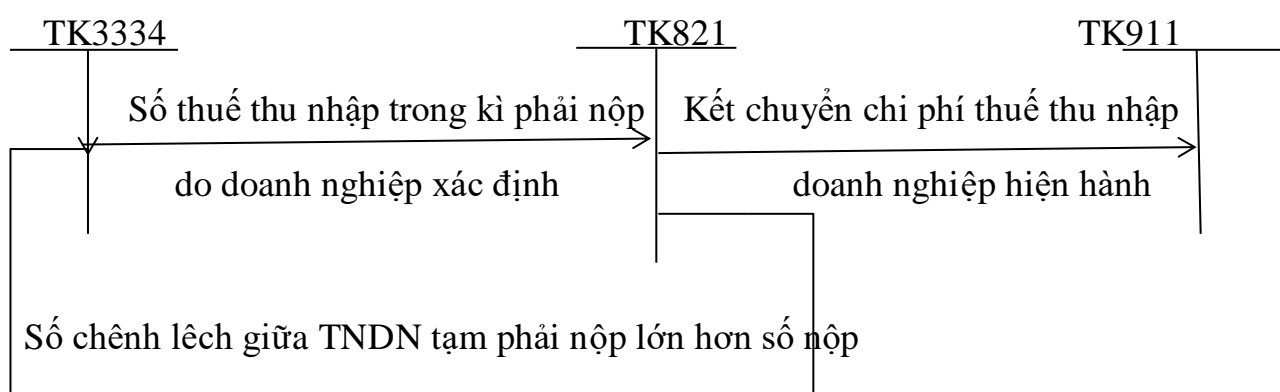 TK3334 TK821 TK911
Số thuế thu nhập trong kì phải nộp Kết chuyển chi phí thuế thu nhập
do doanh nghiệp xác định doanh nghiệp hiện hành
Số chênh lêch giữa TNDN tạm phải nộp lớn hơn số nộp